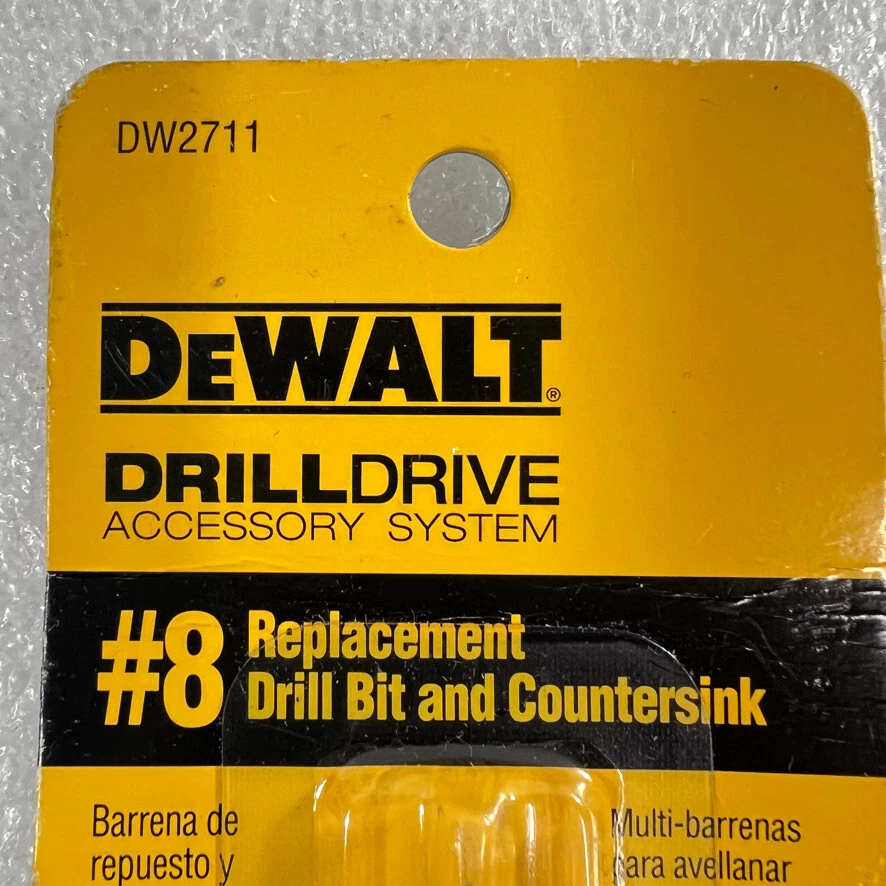 DW2711
DEWALT®
DRILLDRIVE
ACCESSORY SYSTEM
#8 Replacement
Drill Bit and Countersink
Barrena de
repuesto y
Multi-barrenas
para avellanar